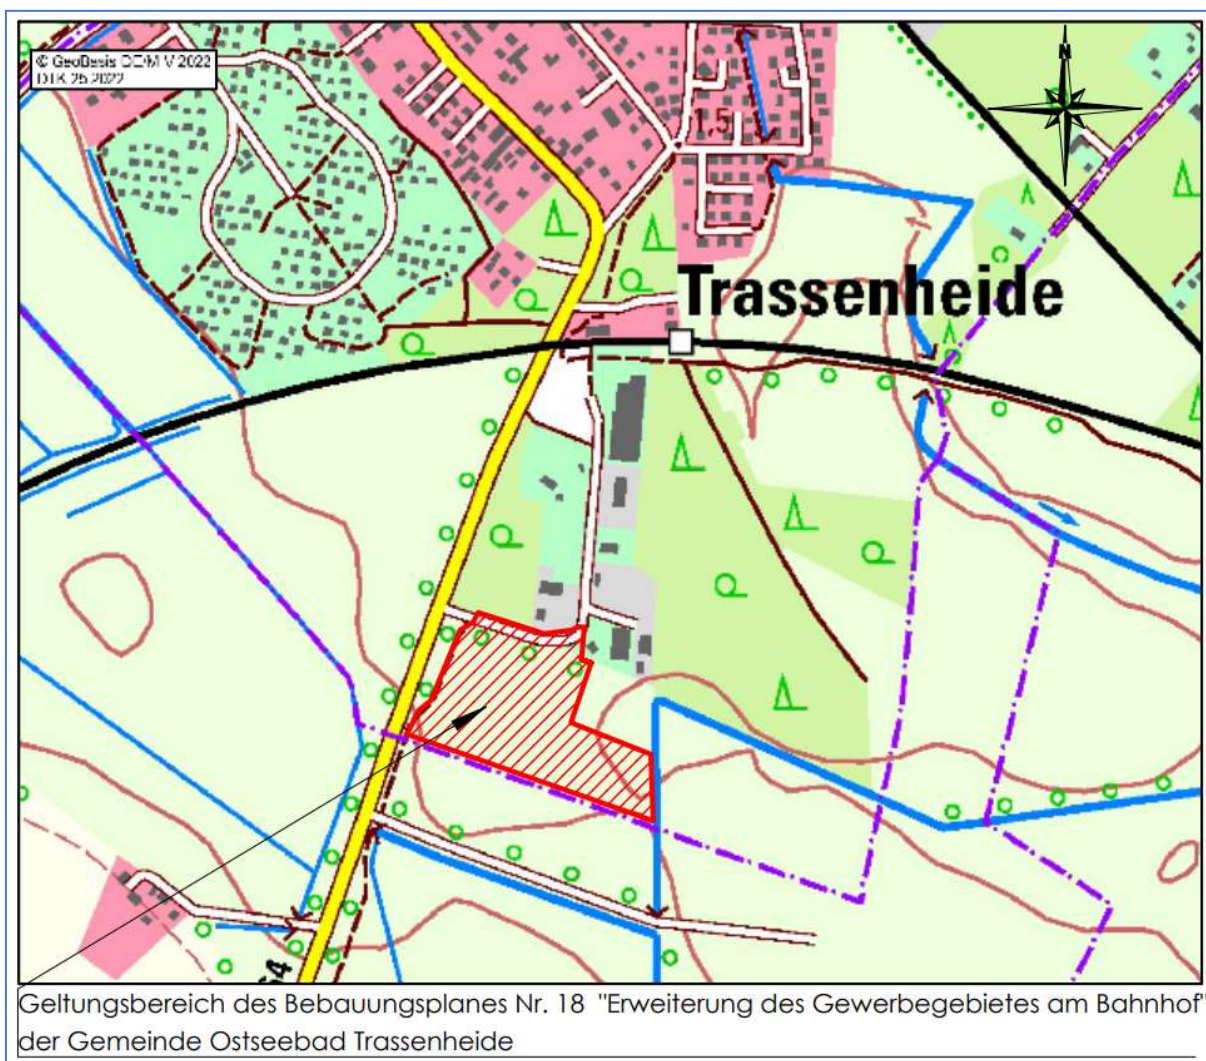 © GeoBasis DE/M-V 2022
DTK 25 2022
N
1,5
Trassenheide
Geltungsbereich des Bebauungsplanes Nr. 18 "Erweiterung des Gewerbegebietes am Bahnhof"
der Gemeinde Ostseebad Trassenheide